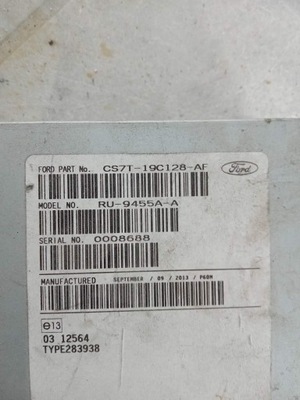 FORD PART No. CS7T-19C128-AF
Ford
MODEL NO. RU-9455A-A
SERIAL NO. 0008688
MANUFACTURED SEPTEMBER / 09 / 2013 / P68M
e13
03 12564
TYPE283938